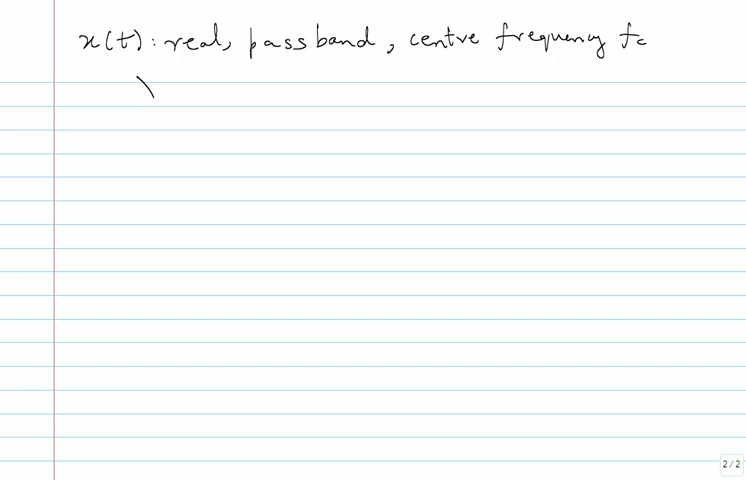 x(t): real, passband, centre frequency fc
2/2